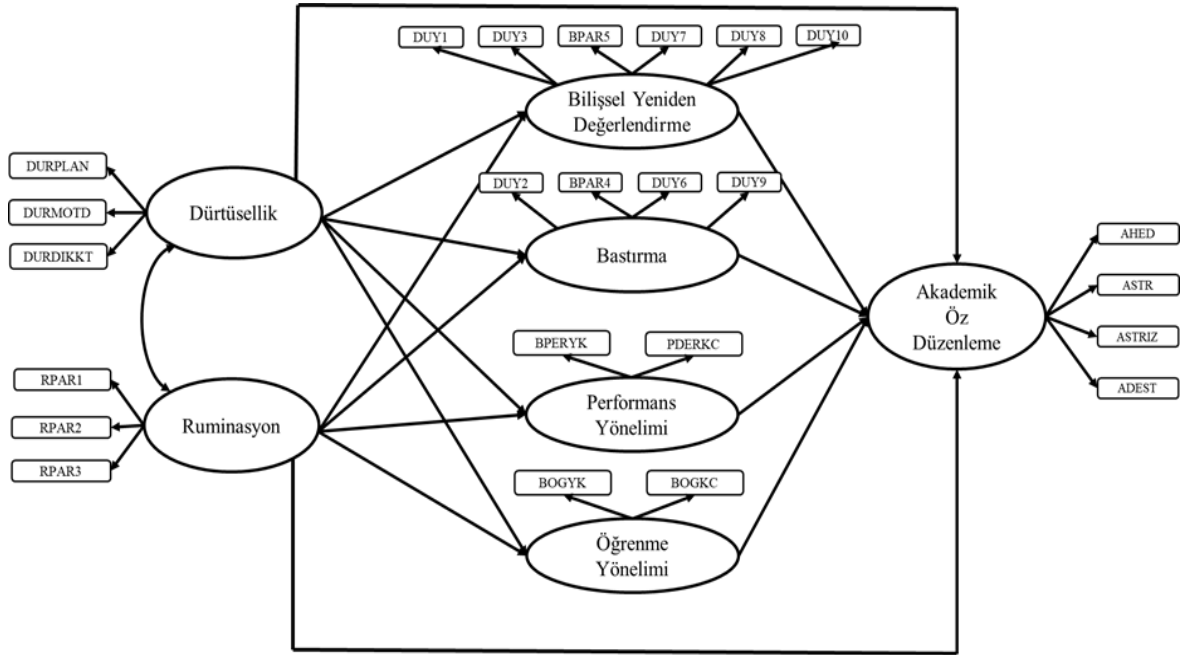 DUY1
DUY3
BPAR5
DUY7
DUY8
DUY10
Bilişsel Yeniden
Değerlendirme
DURPLAN
DURMOTD
DURDIKKT
Dürtüsellik
DUY2
BPAR4
DUY6
DUY9
Bastırma
Akademik
Öz
Düzenleme
AHED
ASTR
ASTRIZ
ADEST
RPAR1
RPAR2
RPAR3
Ruminasyon
BPERYK
PDERKC
Performans
Yönelimi
BOGYK
BOGKC
Öğrenme
Yönelimi